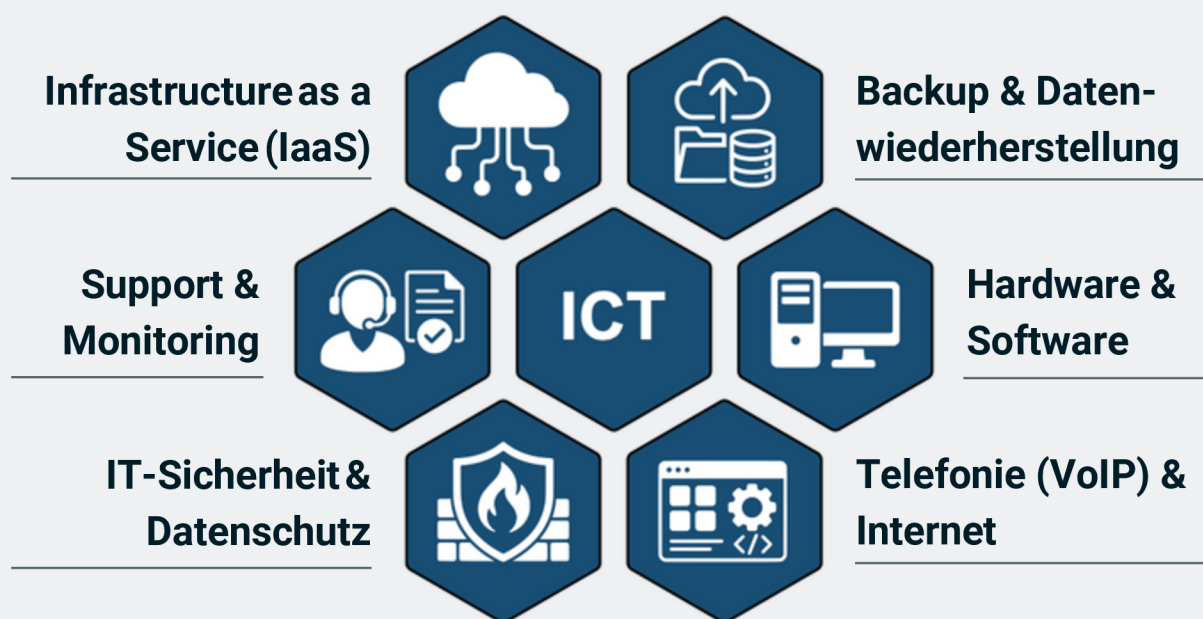 Infrastructure as a
Service (IaaS)
Backup & Daten-
wiederherstellung
Support &
Monitoring
ICT
Hardware &
Software
IT-Sicherheit &
Datenschutz
Telefonie (VoIP) &
Internet
</>